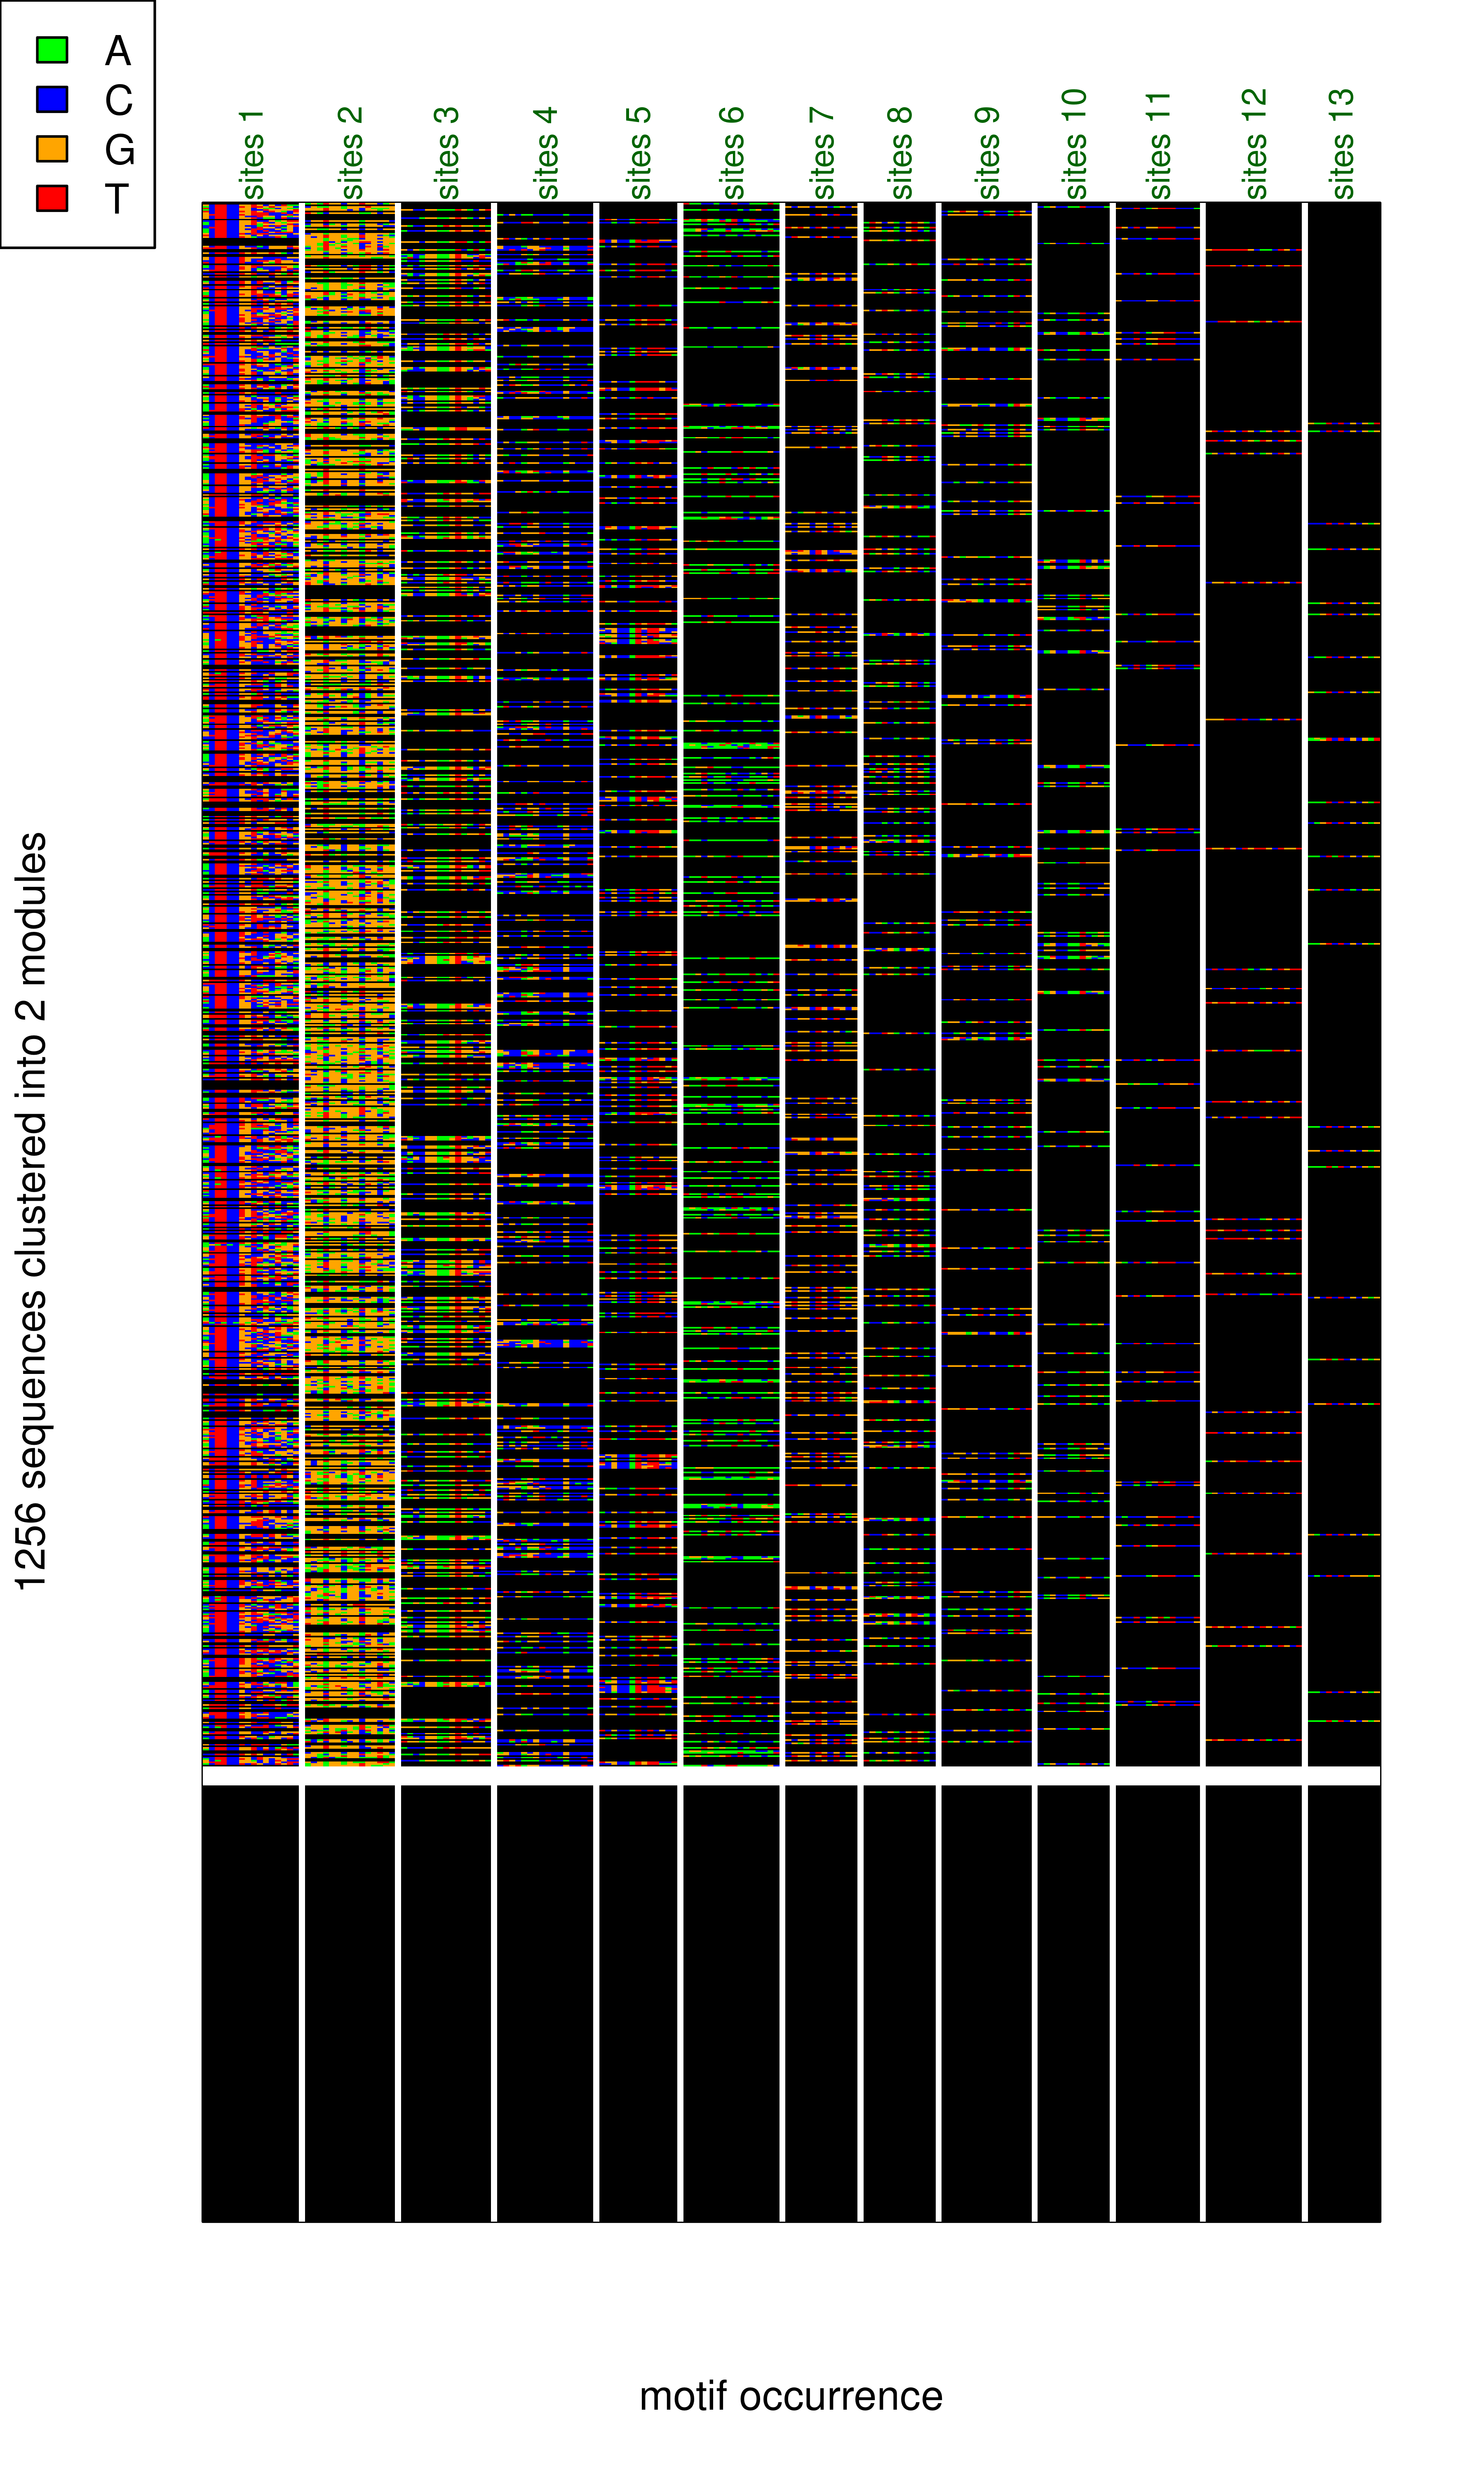 A
C
G
T
sites 1
sites 2
sites 3
sites 4
sites 5
sites 6
sites 7
sites 8
sites 9
sites 10
sites 11
sites 12
sites 13
1256 sequences clustered into 2 modules
motif occurrence